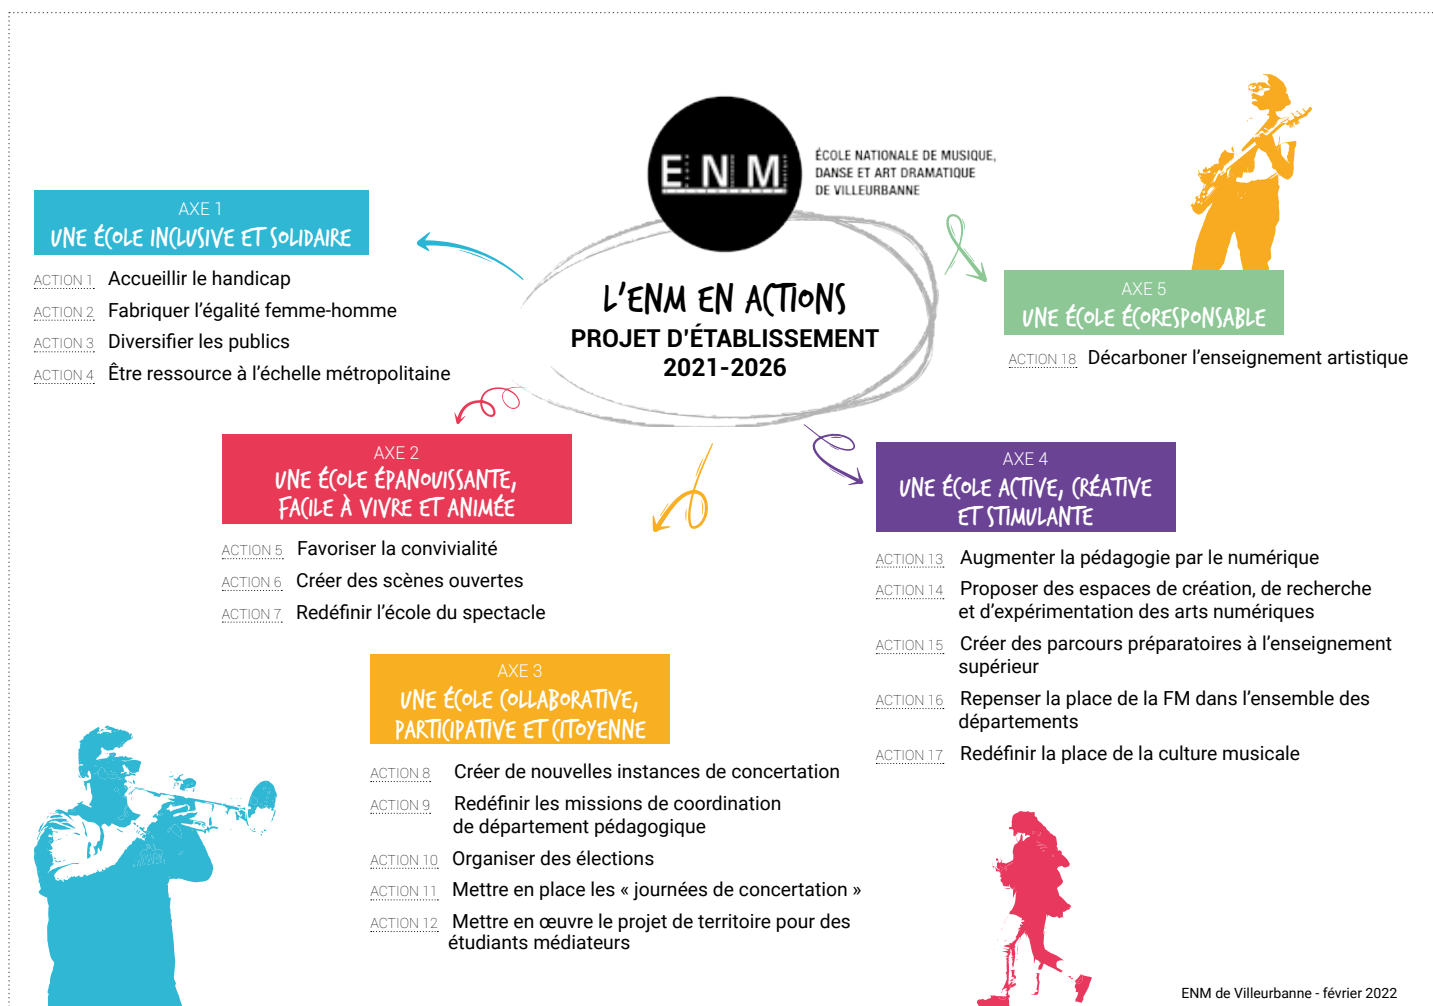 E N M
ÉCOLE NATIONALE DE MUSIQUE,
DANSE ET ART DRAMATIQUE
DE VILLEURBANNE
L'ENM EN ACTIONS
PROJET D'ÉTABLISSEMENT
2021-2026
AXE 1
UNE ÉCOLE INCLUSIVE ET SOLIDAIRE
ACTION 1 Accueillir le handicap
ACTION 2 Fabriquer l'égalité femme-homme
ACTION 3 Diversifier les publics
ACTION 4 Être ressource à l'échelle métropolitaine
AXE 2
UNE ÉCOLE ÉPANOUISSANTE,
FACILE À VIVRE ET ANIMÉE
ACTION 5 Favoriser la convivialité
ACTION 6 Créer des scènes ouvertes
ACTION 7 Redéfinir l'école du spectacle
AXE 3
UNE ÉCOLE COLLABORATIVE,
PARTICIPATIVE ET CITOYENNE
ACTION 8 Créer de nouvelles instances de concertation
ACTION 9 Redéfinir les missions de coordination
de département pédagogique
ACTION 10 Organiser des élections
ACTION 11 Mettre en place les « journées de concertation »
ACTION 12 Mettre en œuvre le projet de territoire pour des
étudiants médiateurs
AXE 4
UNE ÉCOLE ACTIVE, CRÉATIVE
ET STIMULANTE
ACTION 13 Augmenter la pédagogie par le numérique
ACTION 14 Proposer des espaces de création, de recherche
et d'expérimentation des arts numériques
ACTION 15 Créer des parcours préparatoires à l'enseignement
supérieur
ACTION 16 Repenser la place de la FM dans l'ensemble des
départements
ACTION 17 Redéfinir la place de la culture musicale
AXE 5
UNE ÉCOLE ÉCORESPONSABLE
ACTION 18 Décarboner l'enseignement artistique
ENM de Villeurbanne - février 2022